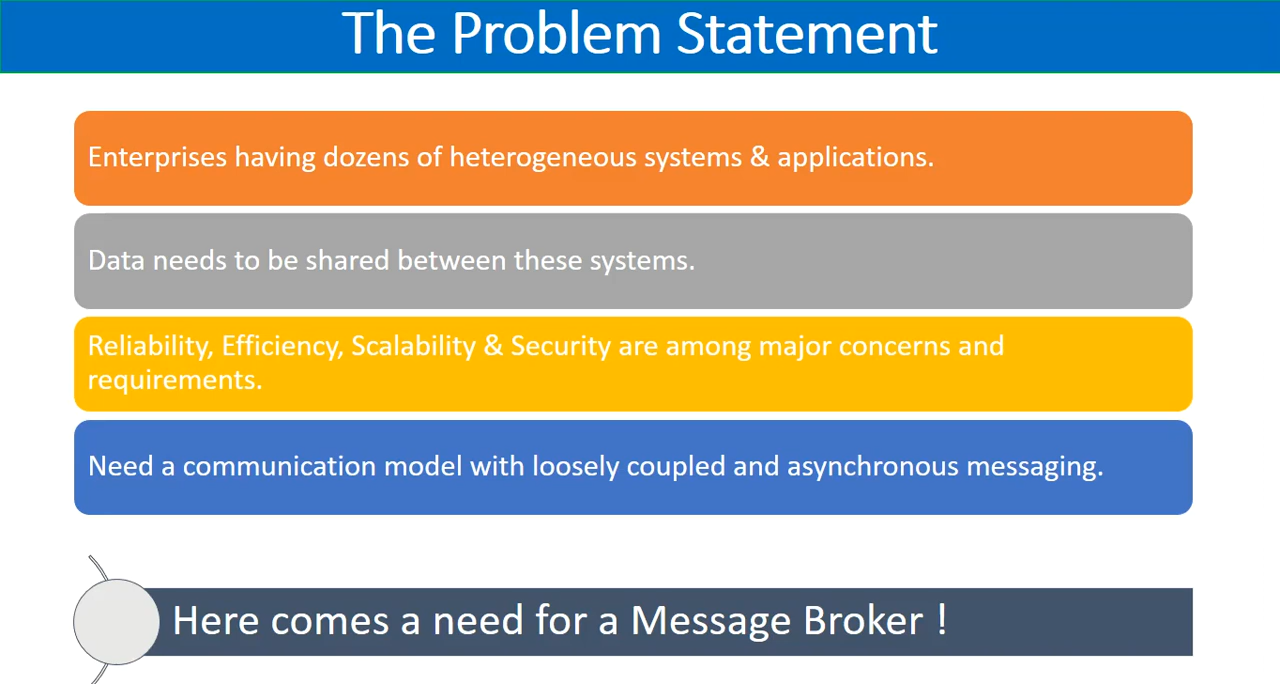 The Problem Statement
Enterprises having dozens of heterogeneous systems & applications.
Data needs to be shared between these systems.
Reliability, Efficiency, Scalability & Security are among major concerns and
requirements.
Need a communication model with loosely coupled and asynchronous messaging.
Here comes a need for a Message Broker !